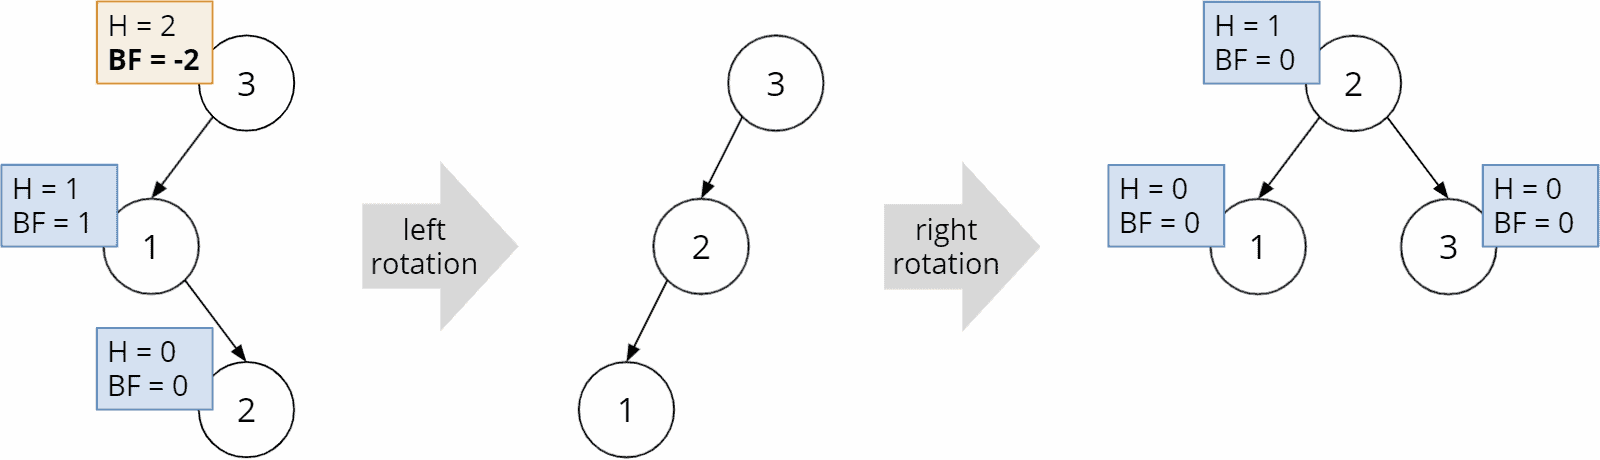 H = 2
BF = -2
3
H = 1
BF = 1
1
H = 0
BF = 0
2
left
rotation
3
2
1
right
rotation
H = 1
BF = 0
2
H = 0
BF = 0
1
H = 0
BF = 0
3